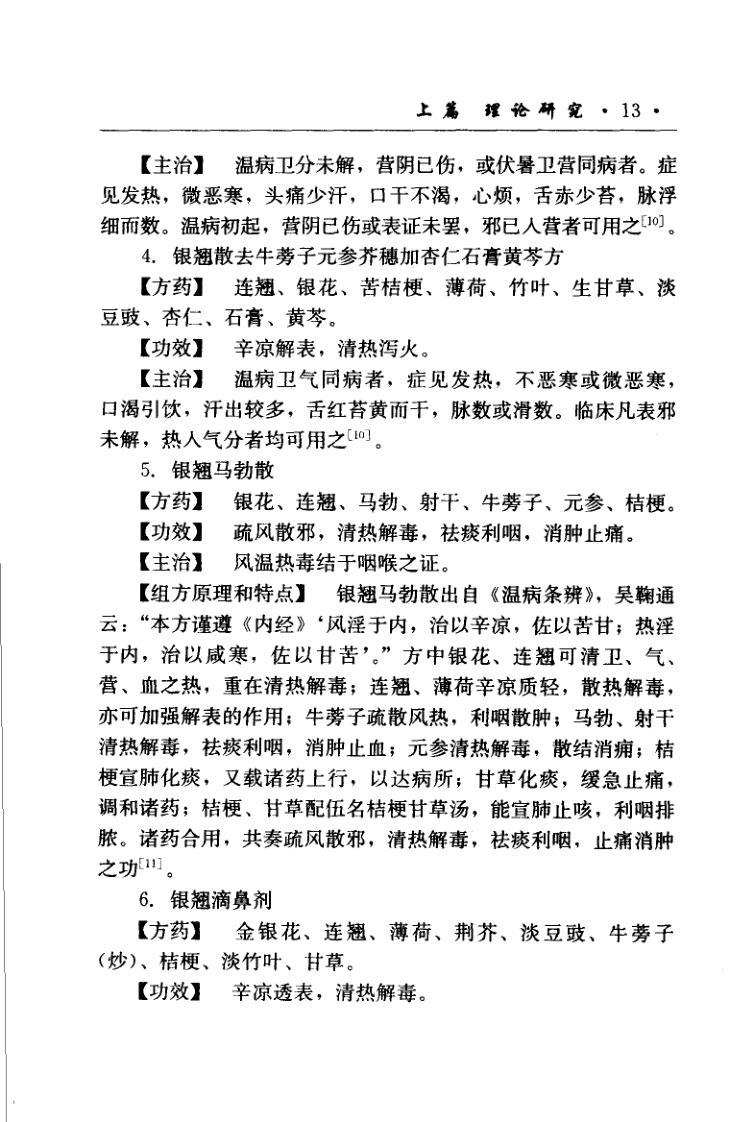 上篇 理论研究 · 13 ·
【主治】 温病卫分未解，营阴已伤，或伏暑卫营同病者。症
见发热，微恶寒，头痛少汗，口干不渴，心烦，舌赤少苔，脉浮
细而数。温病初起，营阴已伤或表证未罢，邪已人营者可用之[10]。
4. 银翘散去牛蒡子元参芥穗加杏仁石膏黄芩方
【方药】 连翘、银花、苦桔梗、薄荷、竹叶、生甘草、淡
豆豉、杏仁、石膏、黄芩。
【功效】 辛凉解表，清热泻火。
【主治】 温病卫气同病者，症见发热，不恶寒或微恶寒，
口渴引饮，汗出较多，舌红苔黄而干，脉数或滑数。临床凡表邪
未解，热人气分者均可用之[10]。
5. 银翘马勃散
【方药】 银花、连翘、马勃、射干、牛蒡子、元参、桔梗。
【功效】 疏风散邪，清热解毒，祛痰利咽，消肿止痛。
【主治】 风温热毒结于咽喉之证。
【组方原理和特点】 银翘马勃散出自《温病条辨》，吴鞠通
云：“本方谨遵《内经》‘风淫于内，治以辛凉，佐以苦甘；热淫
于内，治以咸寒，佐以甘苦’。”方中银花、连翘可清卫、气、
营、血之热，重在清热解毒；连翘、薄荷辛凉质轻，散热解毒，
亦可加强解表的作用；牛蒡子疏散风热，利咽散肿；马勃、射干
清热解毒，祛痰利咽，消肿止血；元参清热解毒，散结消痈；桔
梗宣肺化痰，又载诸药上行，以达病所；甘草化痰，缓急止痛，
调和诸药；桔梗、甘草配伍名桔梗甘草汤，能宣肺止咳，利咽排
脓。诸药合用，共奏疏风散邪，清热解毒，祛痰利咽，止痛消肿
之功[11]。
6. 银翘滴鼻剂
【方药】 金银花、连翘、薄荷、荆芥、淡豆豉、牛蒡子
（炒）、桔梗、淡竹叶、甘草。
【功效】 辛凉透表，清热解毒。